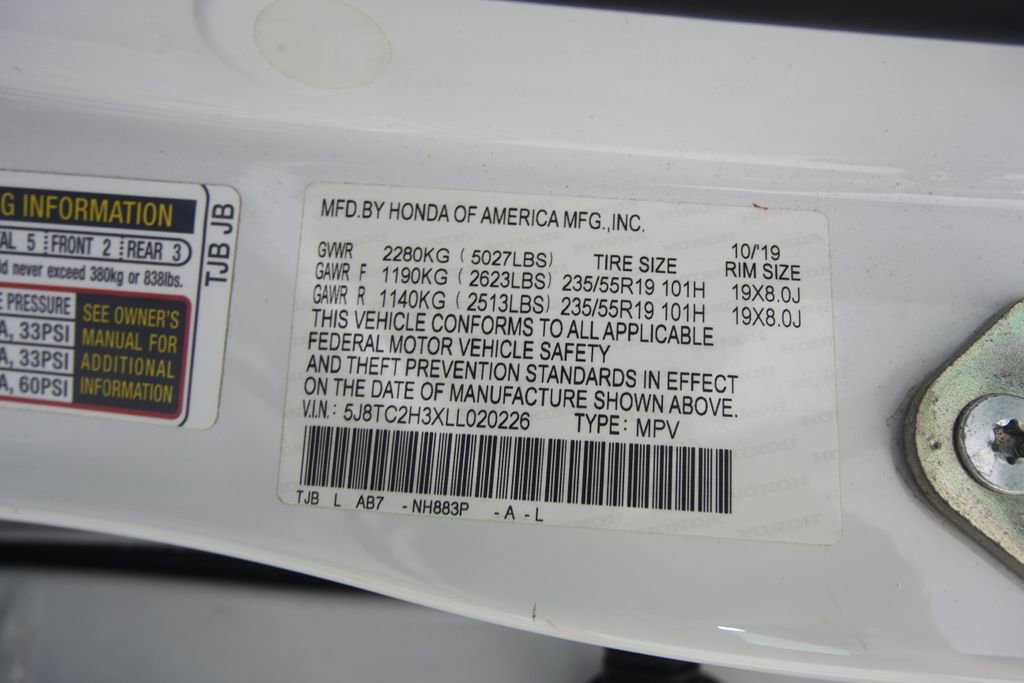 G INFORMATION
TAL 5 FRONT 2 REAR 3
ld never exceed 380kg or 838lbs.
E PRESSURE
A, 33PSI
A, 33PSI
A, 60PSI
SEE OWNER'S
MANUAL FOR
ADDITIONAL
INFORMATION
TJB JB
MFD.BY HONDA OF AMERICA MFG.,INC.
10/'19
GVWR 2280KG ( 5027LBS) TIRE SIZE RIM SIZE
GAWR F 1190KG ( 2623LBS) 235/55R19 101H 19X8.0J
GAWR R 1140KG ( 2513LBS) 235/55R19 101H 19X8.0J
THIS VEHICLE CONFORMS TO ALL APPLICABLE
FEDERAL MOTOR VEHICLE SAFETY
AND THEFT PREVENTION STANDARDS IN EFFECT
ON THE DATE OF MANUFACTURE SHOWN ABOVE.
V.I.N.: 5J8TC2H3XLL020226 TYPE: MPV
TJB L AB7 - NH883P - A - L